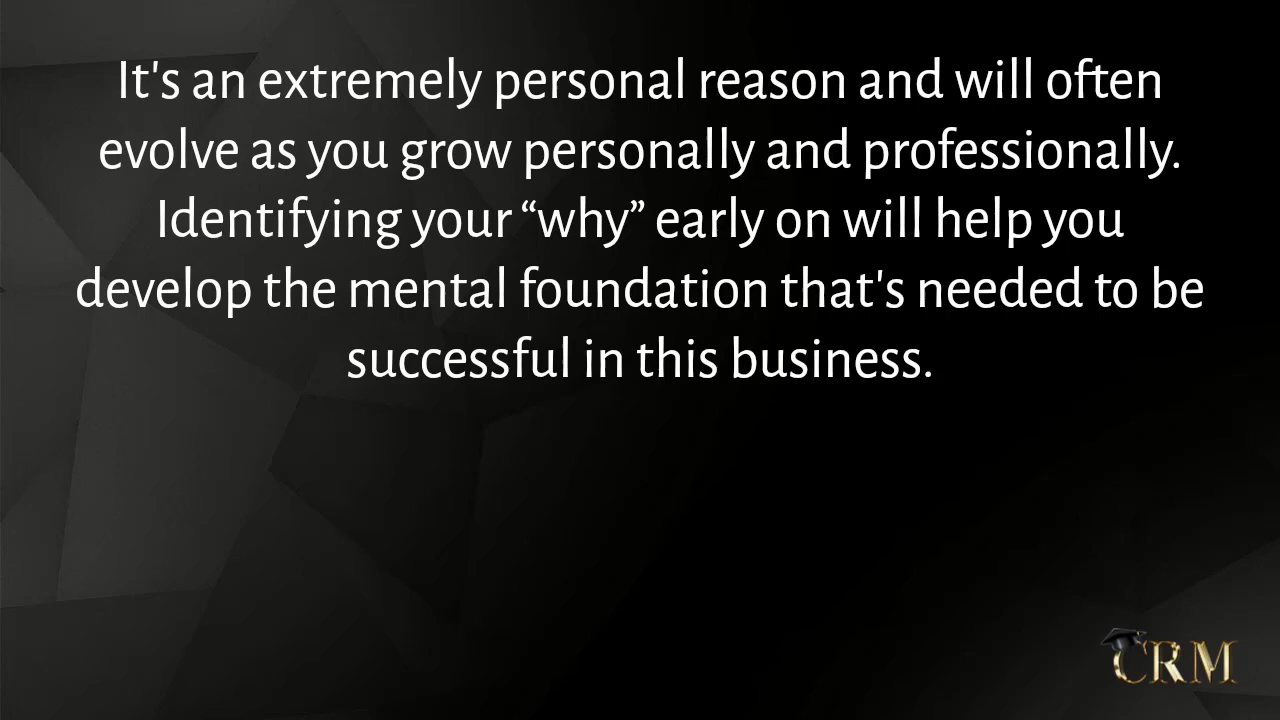 It's an extremely personal reason and will often
evolve as you grow personally and professionally.
Identifying your “why” early on will help you
develop the mental foundation that's needed to be
successful in this business.
CRM